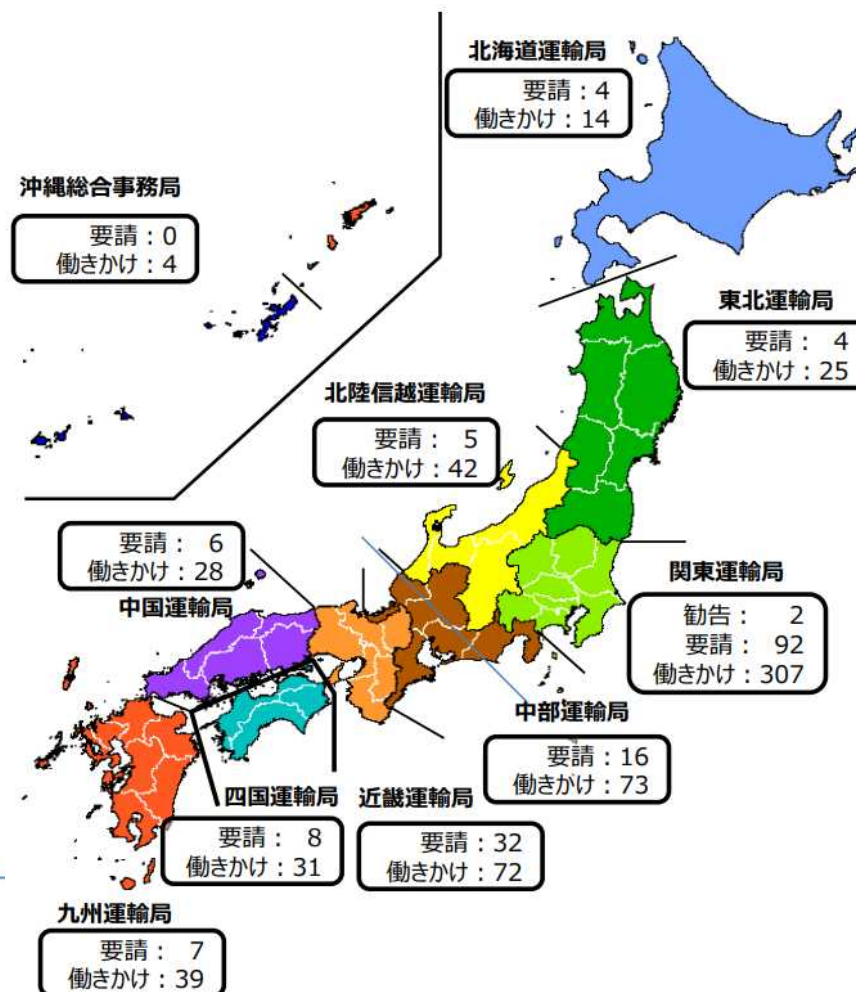 北海道運輸局
要請：4
働きかけ：14
沖縄総合事務局
要請：0
働きかけ：4
東北運輸局
要請： 4
働きかけ：25
北陸信越運輸局
要請： 5
働きかけ：42
要請： 6
働きかけ：28
中国運輸局
関東運輸局
勧告： 2
要請： 92
働きかけ：307
中部運輸局
要請：16
働きかけ：73
四国運輸局
要請： 8
働きかけ：31
近畿運輸局
要請：32
働きかけ：72
九州運輸局
要請： 7
働きかけ：39